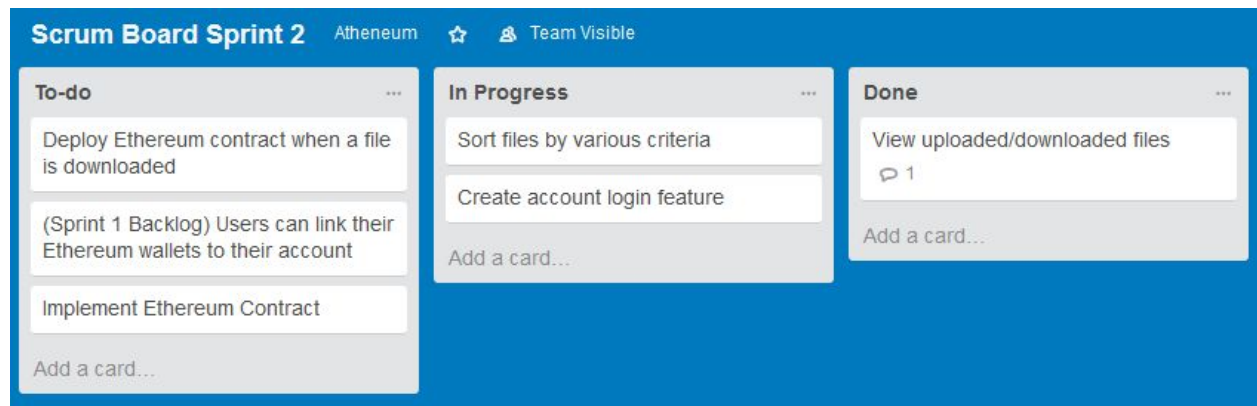 Scrum Board Sprint 2 Atheneum Team Visible
To-do
Deploy Ethereum contract when a file
is downloaded
(Sprint 1 Backlog) Users can link their
Ethereum wallets to their account
Implement Ethereum Contract
Add a card...
In Progress
Sort files by various criteria
Create account login feature
Add a card...
Done
View uploaded/downloaded files
1
Add a card...